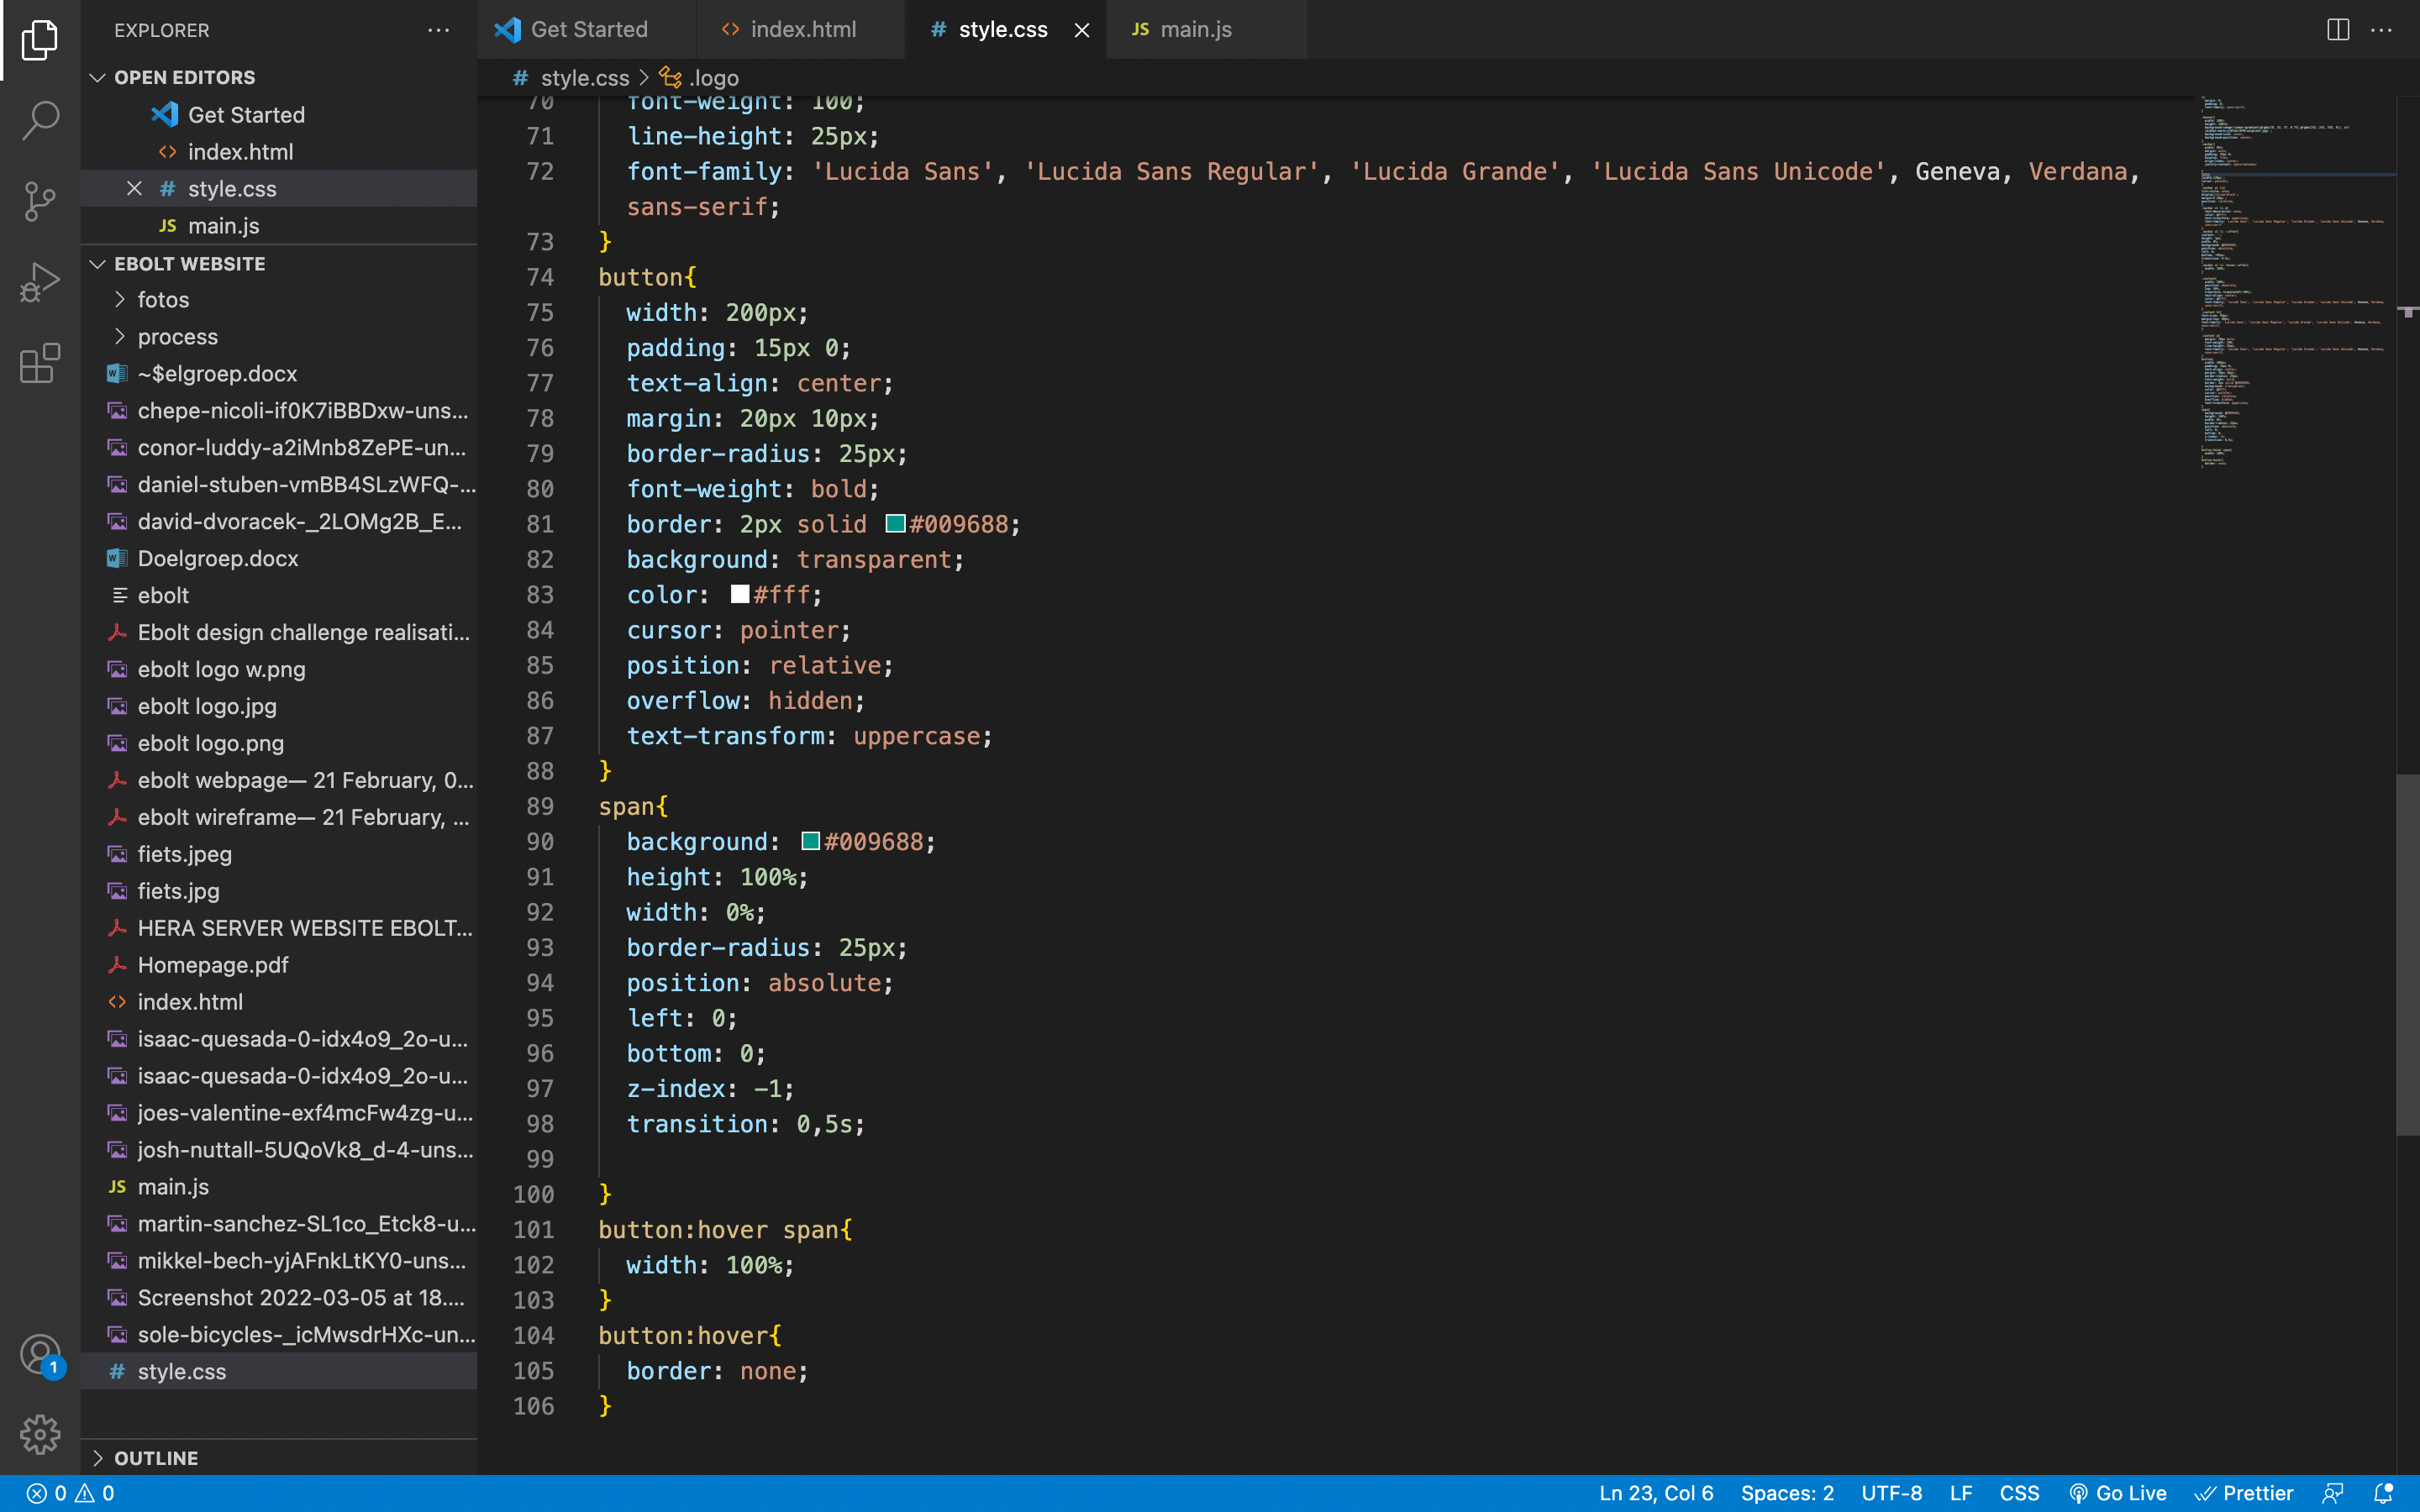 EXPLORER
OPEN EDITORS
Get Started
index.html
style.css
main.js
EBOLT WEBSITE
fotos
process
~$elgroep.docx
chepe-nicoli-if0K7iBBDxw-uns...
conor-luddy-a2iMnb8ZePE-un...
daniel-stuben-vmBB4SLzWFQ-...
david-dvoracek-_2LOMg2B_E...
Doelgroep.docx
ebolt
Ebolt design challenge realisati...
ebolt logo w.png
ebolt logo.jpg
ebolt logo.png
ebolt webpage— 21 February, 0...
ebolt wireframe— 21 February, ...
fiets.jpeg
fiets.jpg
HERA SERVER WEBSITE EBOLT...
Homepage.pdf
index.html
isaac-quesada-0-idx4o9_2o-u...
isaac-quesada-0-idx4o9_2o-u...
joes-valentine-exf4mcFw4zg-u...
josh-nuttall-5UQoVk8_d-4-uns...
JS main.js
martin-sanchez-SL1co_Etck8-u...
mikkel-bech-yjAFnkLtKY0-uns...
Screenshot 2022-03-05 at 18....
sole-bicycles-_icMwsdrHXc-un...
# style.css
OUTLINE
Get Started <> index.html # style.css JS main.js
# style.css > .logo
70 font-weight: 100;
71 line-height: 25px;
72 font-family: 'Lucida Sans', 'Lucida Sans Regular', 'Lucida Grande', 'Lucida Sans Unicode', Geneva, Verdana,
sans-serif;
73 }
74 button{
75 width: 200px;
76 padding: 15px 0;
77 text-align: center;
78 margin: 20px 10px;
79 border-radius: 25px;
80 font-weight: bold;
81 border: 2px solid #009688;
82 background: transparent;
83 color: #fff;
84 cursor: pointer;
85 position: relative;
86 overflow: hidden;
87 text-transform: uppercase;
88 }
89 span{
90 background: #009688;
91 height: 100%;
92 width: 0%;
93 border-radius: 25px;
94 position: absolute;
95 left: 0;
96 bottom: 0;
97 z-index: -1;
98 transition: 0,5s;
99
100 }
101 button:hover span{
102 width: 100%;
103 }
104 button:hover{
105 border: none;
106 }
1
0 0 Ln 23, Col 6 Spaces: 2 UTF-8 LF CSS Go Live Prettier